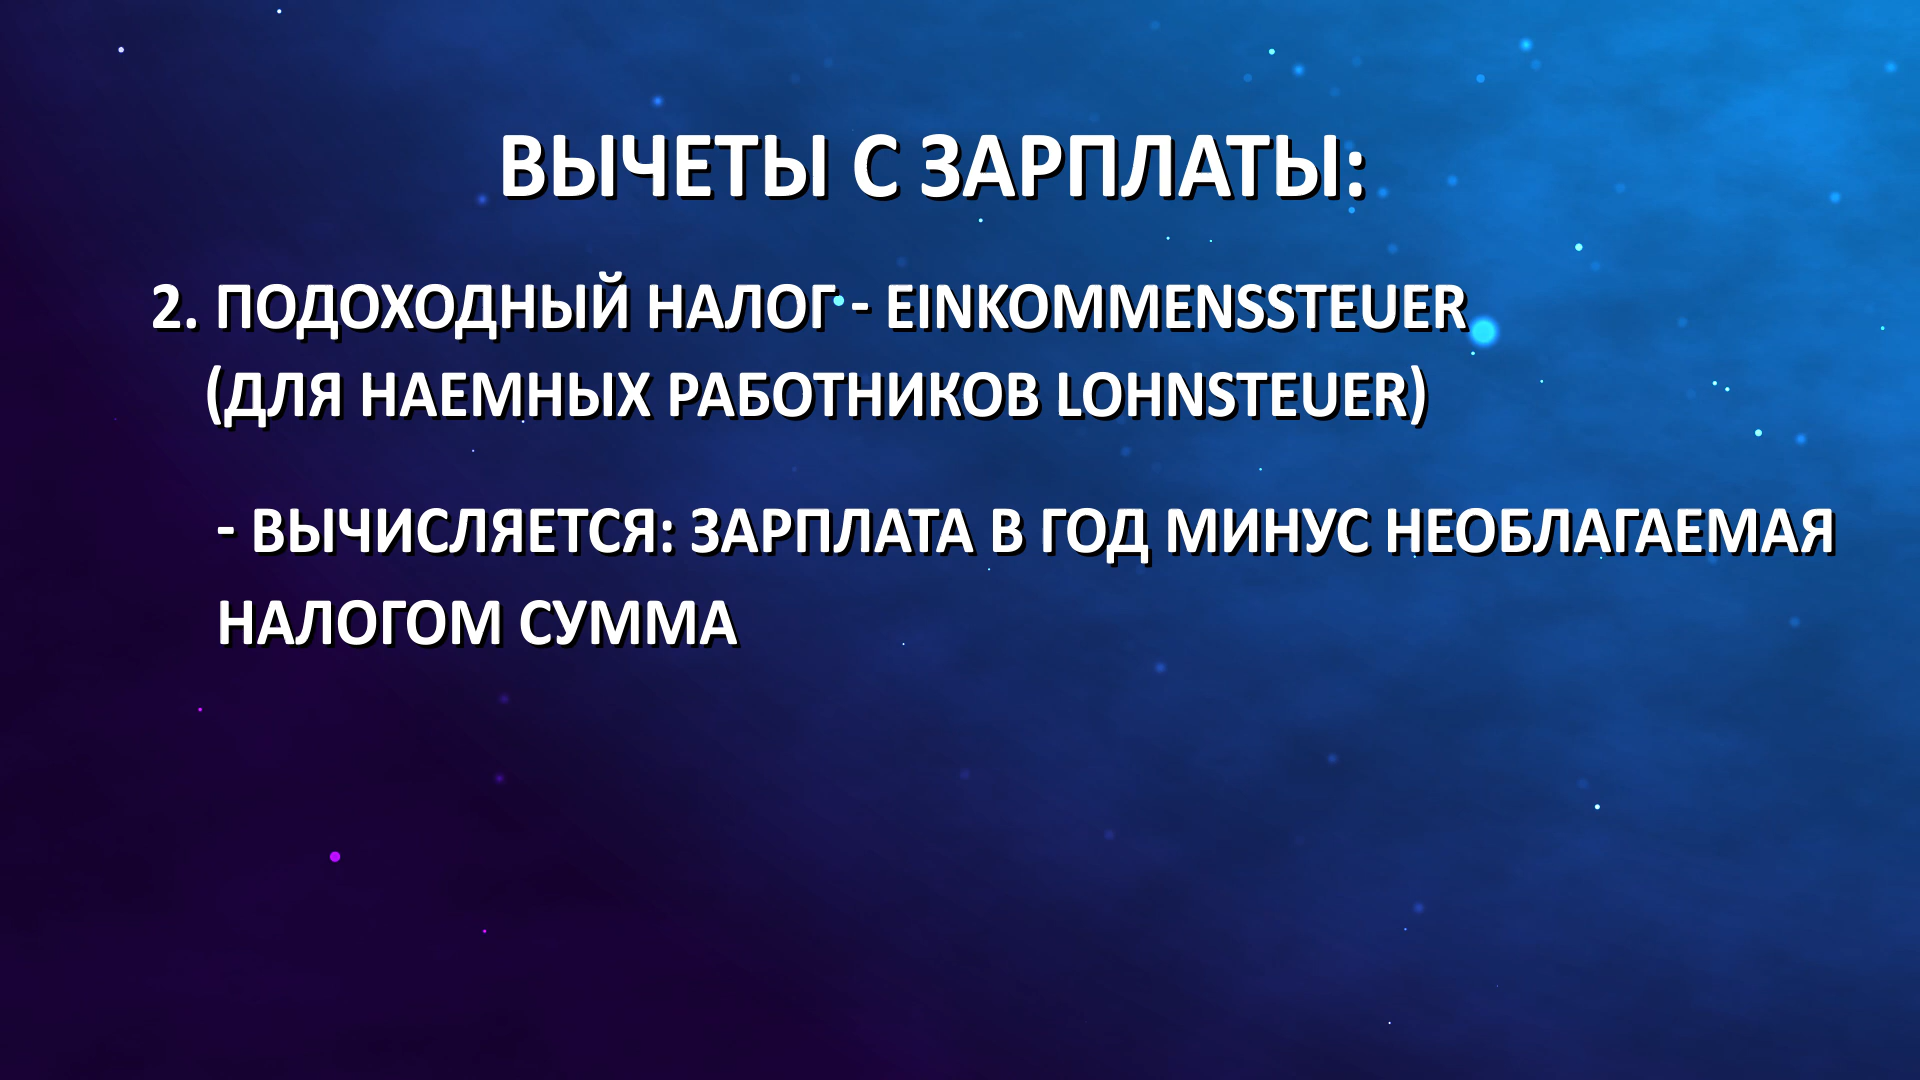 ВЫЧЕТЫ С ЗАРПЛАТЫ:
2. ПОДОХОДНЫЙ НАЛОГ - EINKOMMENSSTEUER
(ДЛЯ НАЕМНЫХ РАБОТНИКОВ LOHNSTEUER)
- ВЫЧИСЛЯЕТСЯ: ЗАРПЛАТА В ГОД МИНУС НЕОБЛАГАЕМАЯ
НАЛОГОМ СУММА